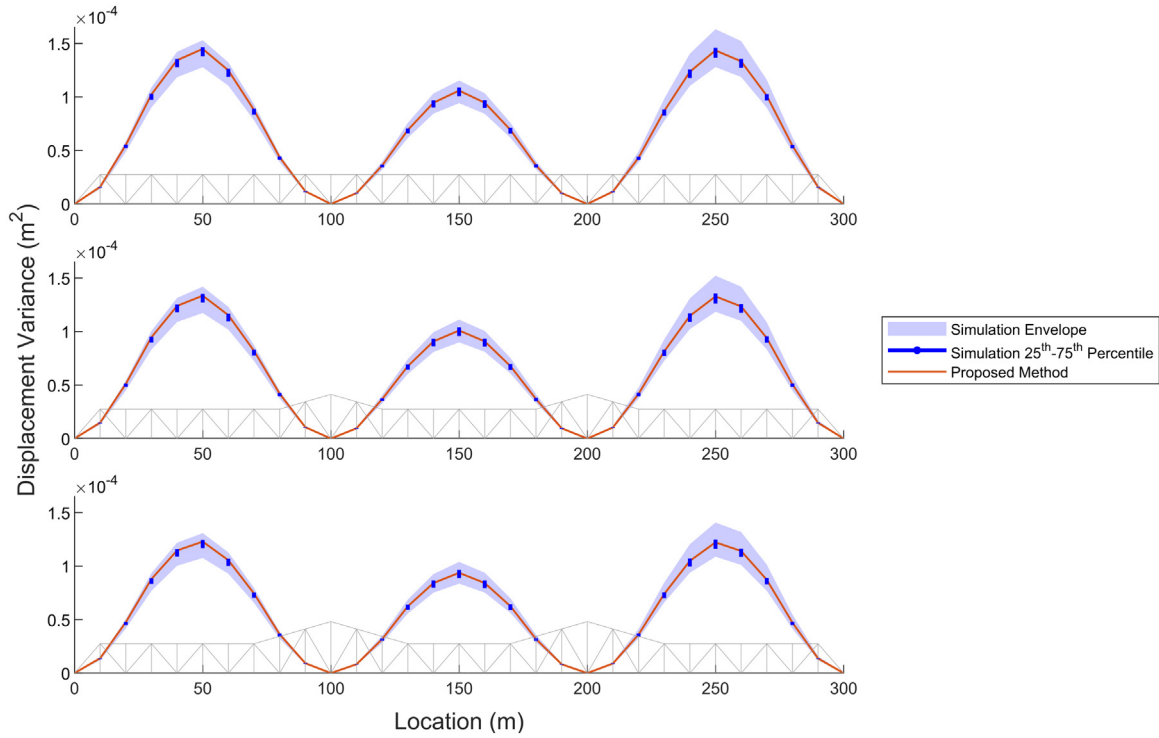 ×10⁻⁴
1.5
1
0.5
0
0 50 100 150 200 250 300
×10⁻⁴
1.5
1
0.5
0
0 50 100 150 200 250 300
×10⁻⁴
1.5
1
0.5
0
0 50 100 150 200 250 300
Displacement Variance (m²)
Location (m)
Simulation Envelope
Simulation 25ᵗʰ-75ᵗʰ Percentile
Proposed Method